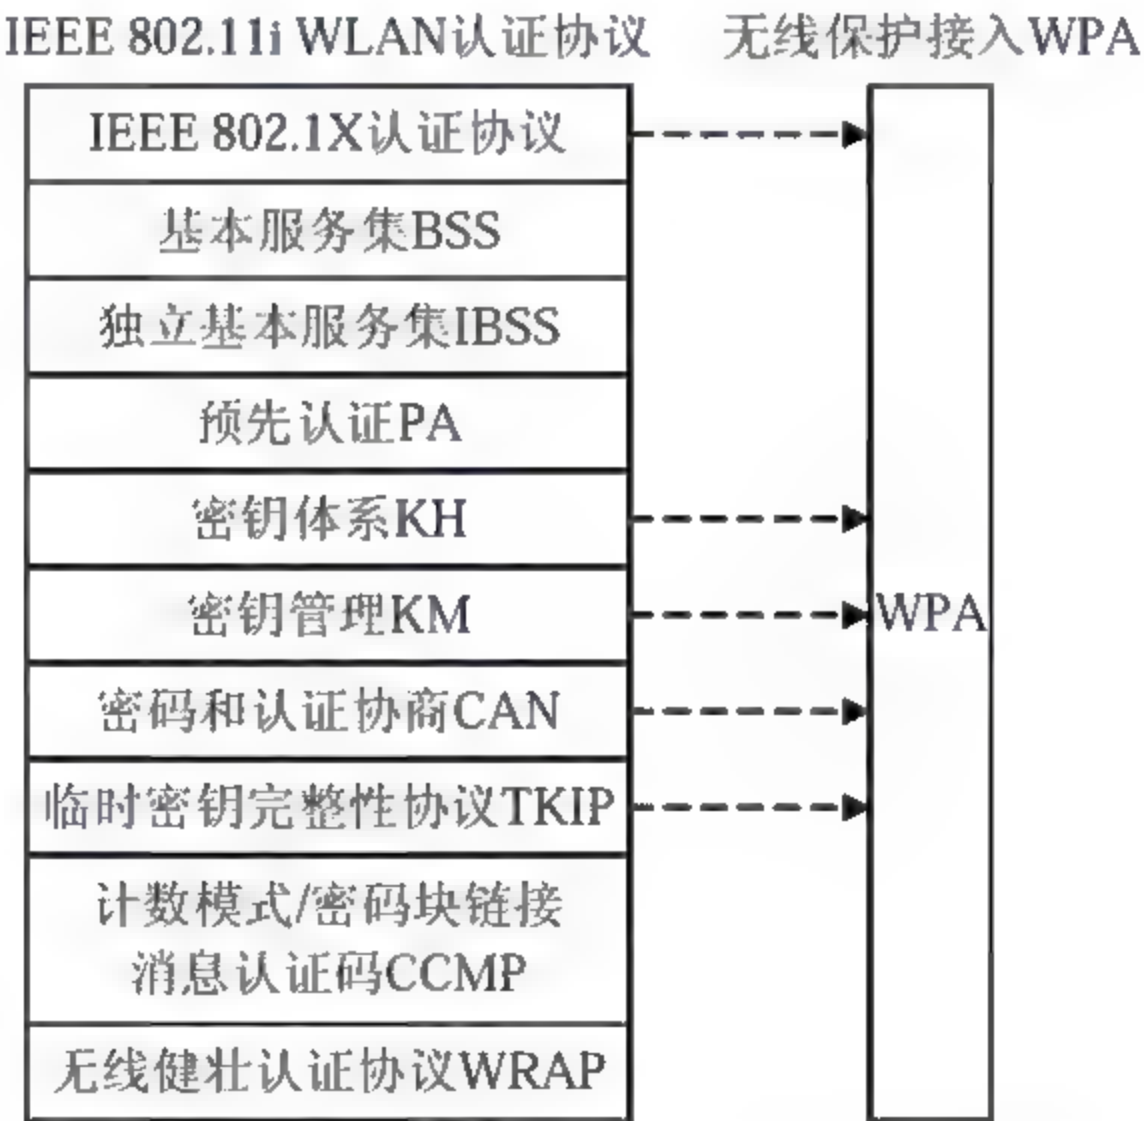 IEEE 802.11i WLAN认证协议
无线保护接入WPA
IEEE 802.1X认证协议
基本服务集BSS
独立基本服务集IBSS
预先认证PA
密钥体系KH
密钥管理KM
WPA
密码和认证协商CAN
临时密钥完整性协议TKIP
计数模式/密码块链接
消息认证码CCMP
无线健壮认证协议WRAP